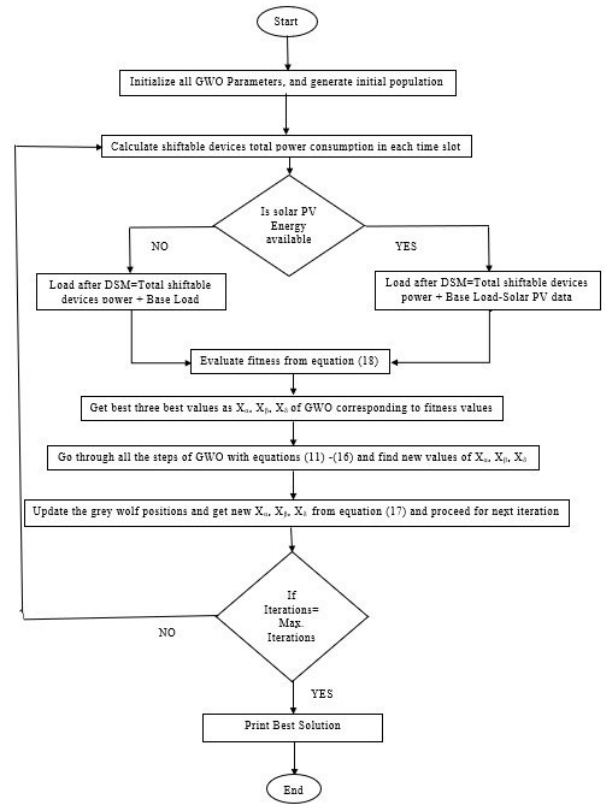 Start
Initialize all GWO Parameters, and generate initial population
Calculate shiftable devices total power consumption in each time slot
Is solar PV
Energy
available
NO
YES
Load after DSM=Total shiftable
devices power + Base Load
Load after DSM=Total shiftable devices
power + Base Load-Solar PV data
Evaluate fitness from equation (18)
Get best three best values as Xα, Xβ, Xδ of GWO corresponding to fitness values
Go through all the steps of GWO with equations (11) -(16) and find new values of Xα, Xβ, Xδ
Update the grey wolf positions and get new Xα, Xβ, Xδ from equation (17) and proceed for next iteration
If
Iterations=
Max.
Iterations
NO
YES
Print Best Solution
End